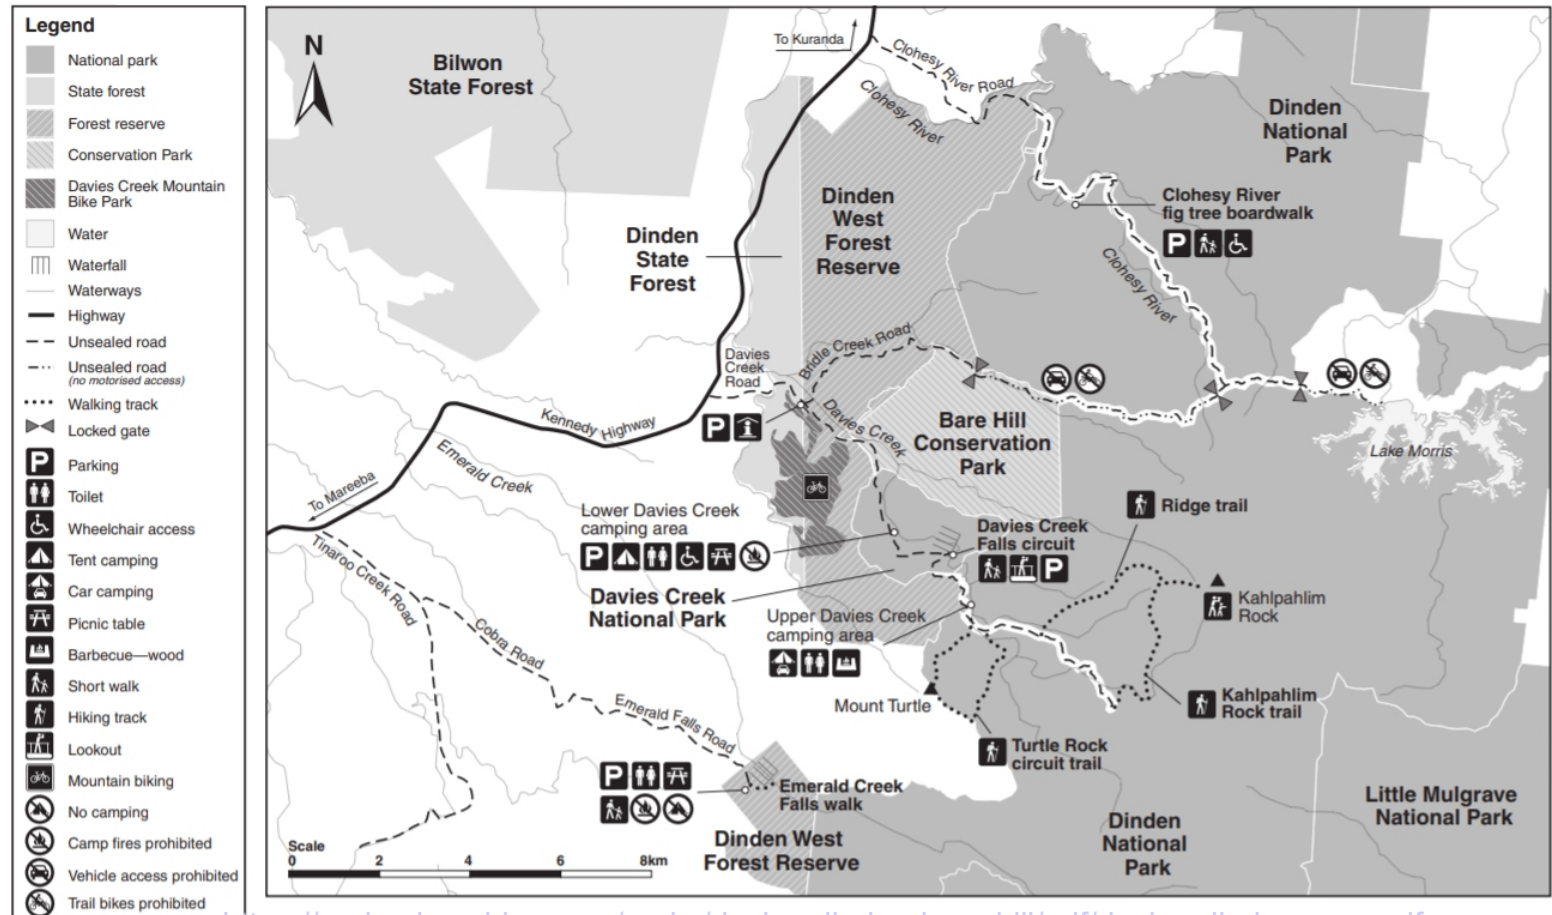 Legend
National park
State forest
Forest reserve
Conservation Park
Davies Creek Mountain
Bike Park
Water
Waterfall
Waterways
Highway
Unsealed road
Unsealed road
(no motorised access)
Walking track
Locked gate
P
Parking
Toilet
Wheelchair access
Tent camping
Car camping
Picnic table
Barbecue—wood
Short walk
Hiking track
Lookout
Mountain biking
No camping
Camp fires prohibited
Vehicle access prohibited
Trail bikes prohibited
N
Bilwon
State Forest
To Kuranda
Clohesy River Road
Clohesy River
Dinden
National
Park
Dinden
West
Forest
Reserve
Clohesy River
fig tree boardwalk
P
Dinden
State
Forest
Clohesy River
Davies
Creek
Road
Bridle Creek Road
Kennedy Highway
P
Davies Creek
Bare Hill
Conservation
Park
Lake Morris
Emerald Creek
To Mareeba
Tinaroo Creek Road
Lower Davies Creek
camping area
P
Davies Creek
Falls circuit
P
Ridge trail
Davies Creek
National Park
Kahlpahlim
Rock
Upper Davies Creek
camping area
Cobra Road
Mount Turtle
Kahlpahlim
Rock trail
Emerald Falls Road
Turtle Rock
circuit trail
P
Emerald Creek
Falls walk
Dinden West
Forest Reserve
Dinden
National
Park
Little Mulgrave
National Park
Scale
0 2 4 6 8km